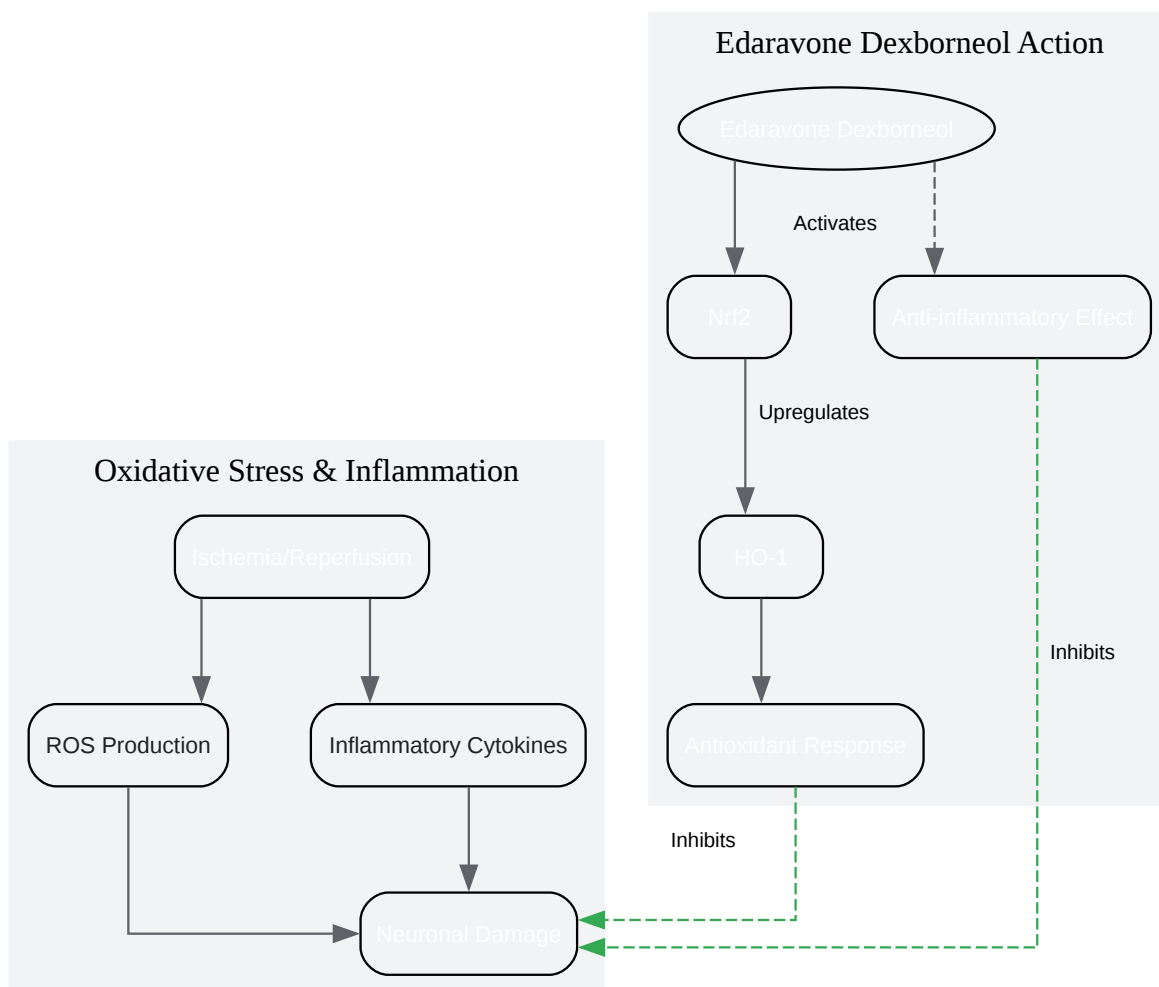 Edaravone Dexborneol Action
Edaravone Dexborneol
Activates
Nrf2
Anti-inflammatory Effect
Upregulates
Oxidative Stress & Inflammation
Ischemia/Reperfusion
HO-1
Inhibits
ROS Production
Inflammatory Cytokines
Antioxidant Response
Inhibits
Neuronal Damage